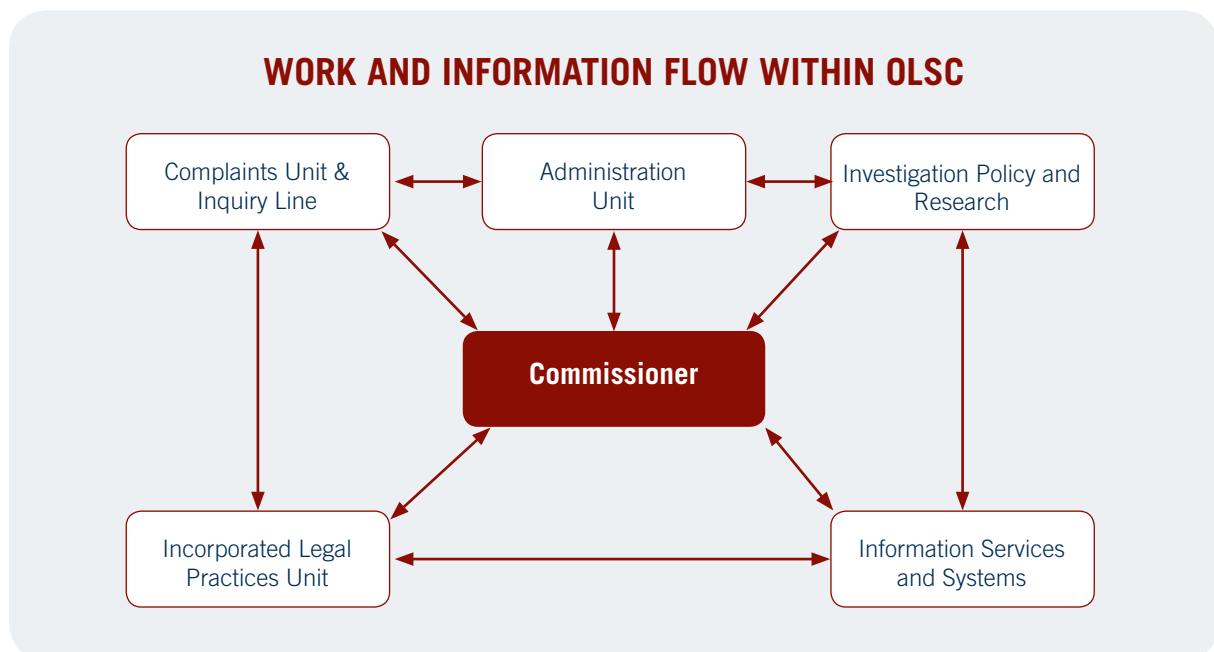 WORK AND INFORMATION FLOW WITHIN OLSC
Complaints Unit &
Inquiry Line
Administration
Unit
Investigation Policy and
Research
Commissioner
Incorporated Legal
Practices Unit
Information Services
and Systems